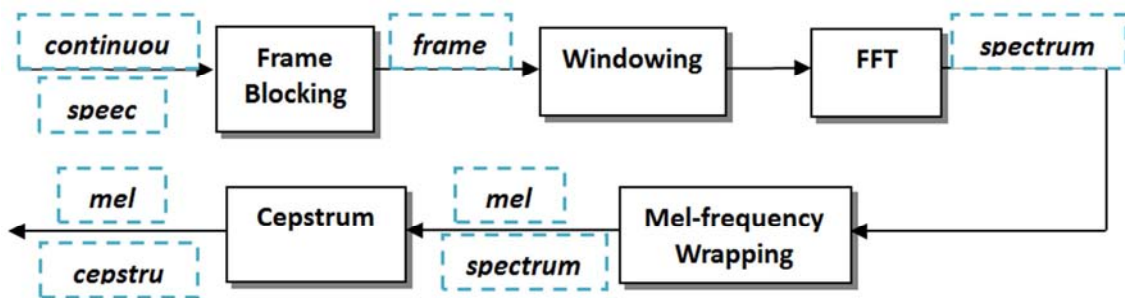 continuou
speec
Frame
Blocking
frame
Windowing
FFT
spectrum
Mel-frequency
Wrapping
mel
spectrum
Cepstrum
mel
cepstru